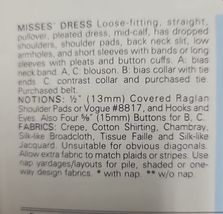 MISSES' DRESS Loose-fitting, straight,
pullover, pleated dress, mid-calf, has dropped
shoulders, shoulder pads, back neck slit, low
armholes, and short sleeves with bands or long
sleeves with pleats and button cuffs. A: bias
neck band. A, C: blouson. B: bias collar with tie
ends. C. contrast collar and purchased tie.
Purchased belt.
NOTIONS: ½" (13mm) Covered Raglan
Shoulder Pads or Vogue #8817, and Hooks and
Eyes. Also Four ⅝" (15mm) Buttons for B, C.
FABRICS: Crepe, Cotton Shirting, Chambray,
Silk-like Broadcloth, Tissue Faille and Silk-like
Jacquard. Unsuitable for obvious diagonals.
Allow extra fabric to match plaids or stripes. Use
nap yardages/layouts for pile, shaded or one-
way design fabrics. * with nap. **w/o nap.